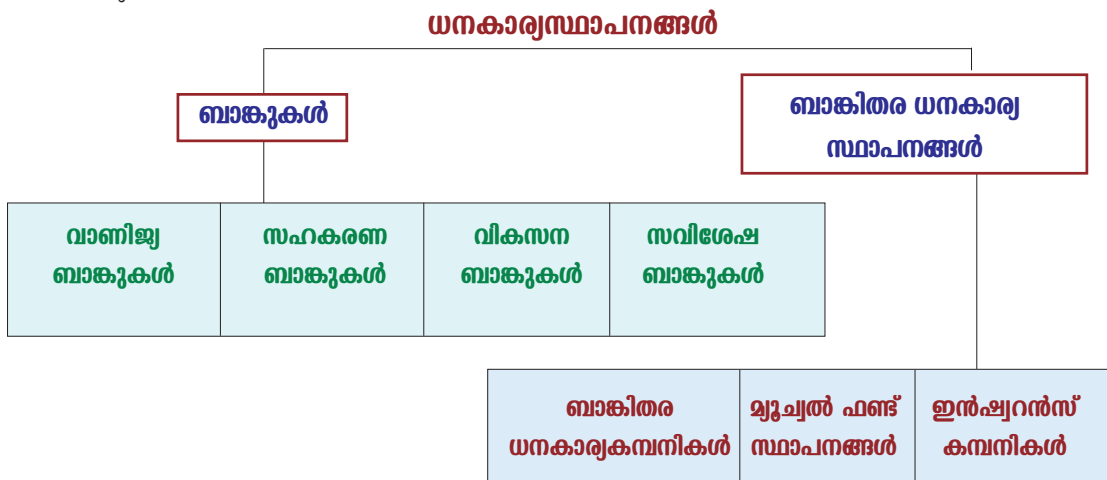 ധനകാര്യസ്ഥാപനങ്ങൾ
ബാങ്കുകൾ
ബാങ്കിതര ധനകാര്യ
സ്ഥാപനങ്ങൾ
വാണിജ്യ
ബാങ്കുകൾ
സഹകരണ
ബാങ്കുകൾ
വികസന
ബാങ്കുകൾ
സവിശേഷ
ബാങ്കുകൾ
ബാങ്കിതര
ധനകാര്യകമ്പനികൾ
മ്യൂച്വൽ ഫണ്ട്
സ്ഥാപനങ്ങൾ
ഇൻഷ്വറൻസ്
കമ്പനികൾ